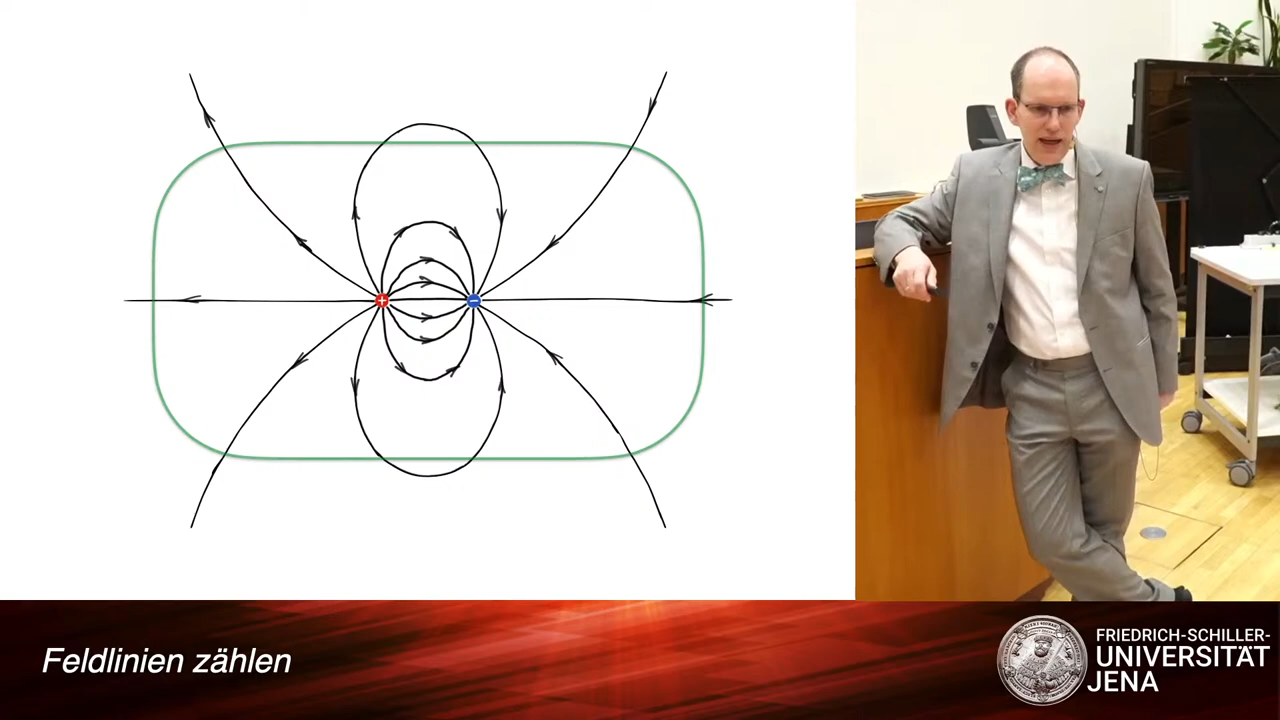 +
−
Feldlinien zählen
FRIEDRICH-SCHILLER-
UNIVERSITÄT
JENA